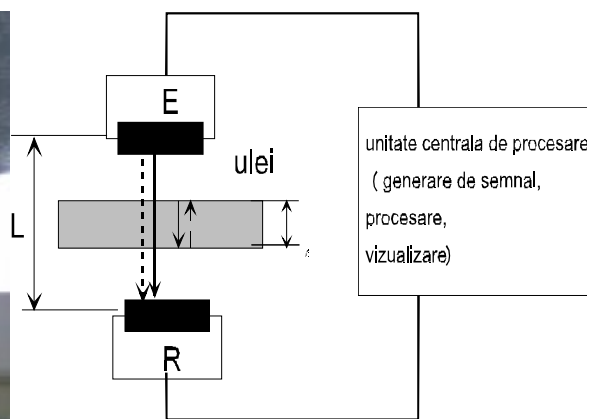 E
ulei
L
R
unitate centrala de procesare
( generare de semnal,
procesare,
vizualizare)